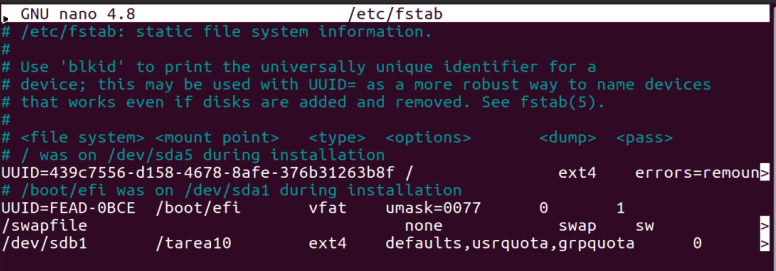 GNU nano 4.8 /etc/fstab
# /etc/fstab: static file system information.
#
# Use 'blkid' to print the universally unique identifier for a
# device; this may be used with UUID= as a more robust way to name devices
# that works even if disks are added and removed. See fstab(5).
#
# <file system> <mount point> <type> <options> <dump> <pass>
# / was on /dev/sda5 during installation
UUID=439c7556-d158-4678-8afe-376b31263b8f / ext4 errors=remoun>
# /boot/efi was on /dev/sda1 during installation
UUID=FEAD-0BCE /boot/efi vfat umask=0077 0 1
/swapfile none swap sw >
/dev/sdb1 /tarea10 ext4 defaults,usrquota,grpquota 0 >